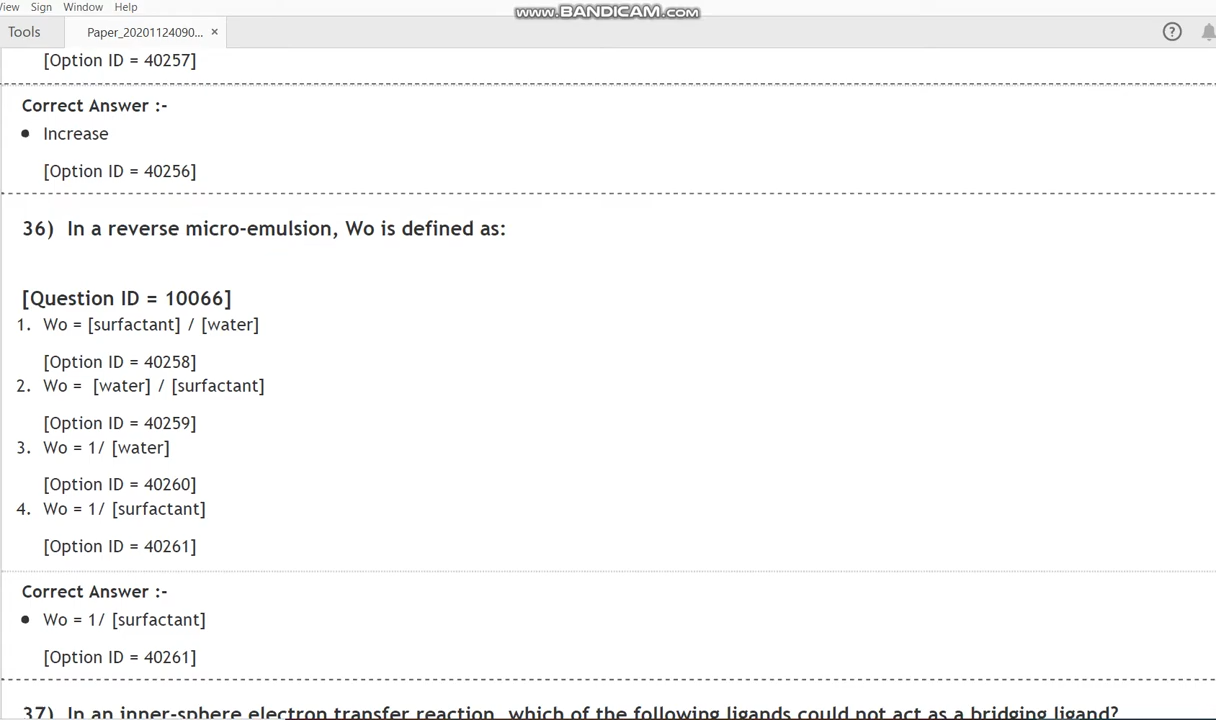 View Sign Window Help
www.BANDICAM.com
Tools Paper_20201124090... ×
[Option ID = 40257]
Correct Answer :-
• Increase
[Option ID = 40256]
36) In a reverse micro-emulsion, Wo is defined as:
[Question ID = 10066]
1. Wo = [surfactant] / [water]
[Option ID = 40258]
2. Wo = [water] / [surfactant]
[Option ID = 40259]
3. Wo = 1/ [water]
[Option ID = 40260]
4. Wo = 1/ [surfactant]
[Option ID = 40261]
Correct Answer :-
• Wo = 1/ [surfactant]
[Option ID = 40261]
37) In an inner-sphere electron transfer reaction, which of the following ligands could not act as a bridging ligand?